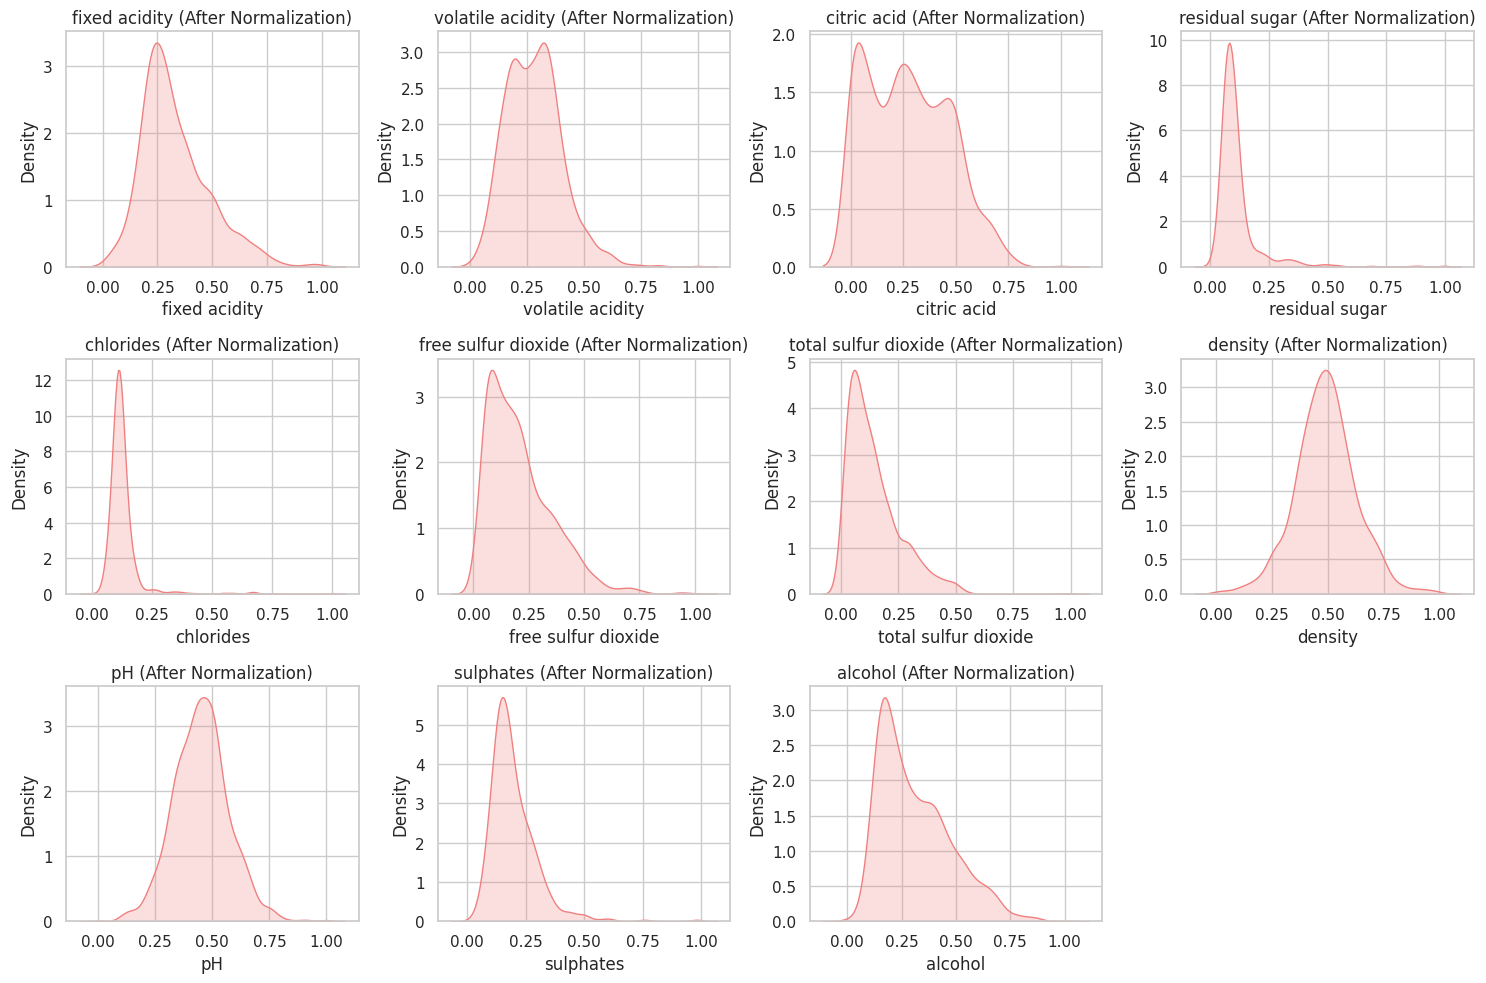 fixed acidity (After Normalization)
Density
3
2
1
0
0.00 0.25 0.50 0.75 1.00
fixed acidity
volatile acidity (After Normalization)
Density
3.0
2.5
2.0
1.5
1.0
0.5
0.0
0.00 0.25 0.50 0.75 1.00
volatile acidity
citric acid (After Normalization)
Density
2.0
1.5
1.0
0.5
0.0
0.00 0.25 0.50 0.75 1.00
citric acid
residual sugar (After Normalization)
Density
10
8
6
4
2
0
0.00 0.25 0.50 0.75 1.00
residual sugar
chlorides (After Normalization)
Density
12
10
8
6
4
2
0
0.00 0.25 0.50 0.75 1.00
chlorides
free sulfur dioxide (After Normalization)
Density
3
2
1
0
0.00 0.25 0.50 0.75 1.00
free sulfur dioxide
total sulfur dioxide (After Normalization)
Density
5
4
3
2
1
0
0.00 0.25 0.50 0.75 1.00
total sulfur dioxide
density (After Normalization)
Density
3.0
2.5
2.0
1.5
1.0
0.5
0.0
0.00 0.25 0.50 0.75 1.00
density
pH (After Normalization)
Density
3
2
1
0
0.00 0.25 0.50 0.75 1.00
pH
sulphates (After Normalization)
Density
5
4
3
2
1
0
0.00 0.25 0.50 0.75 1.00
sulphates
alcohol (After Normalization)
Density
3.0
2.5
2.0
1.5
1.0
0.5
0.0
0.00 0.25 0.50 0.75 1.00
alcohol